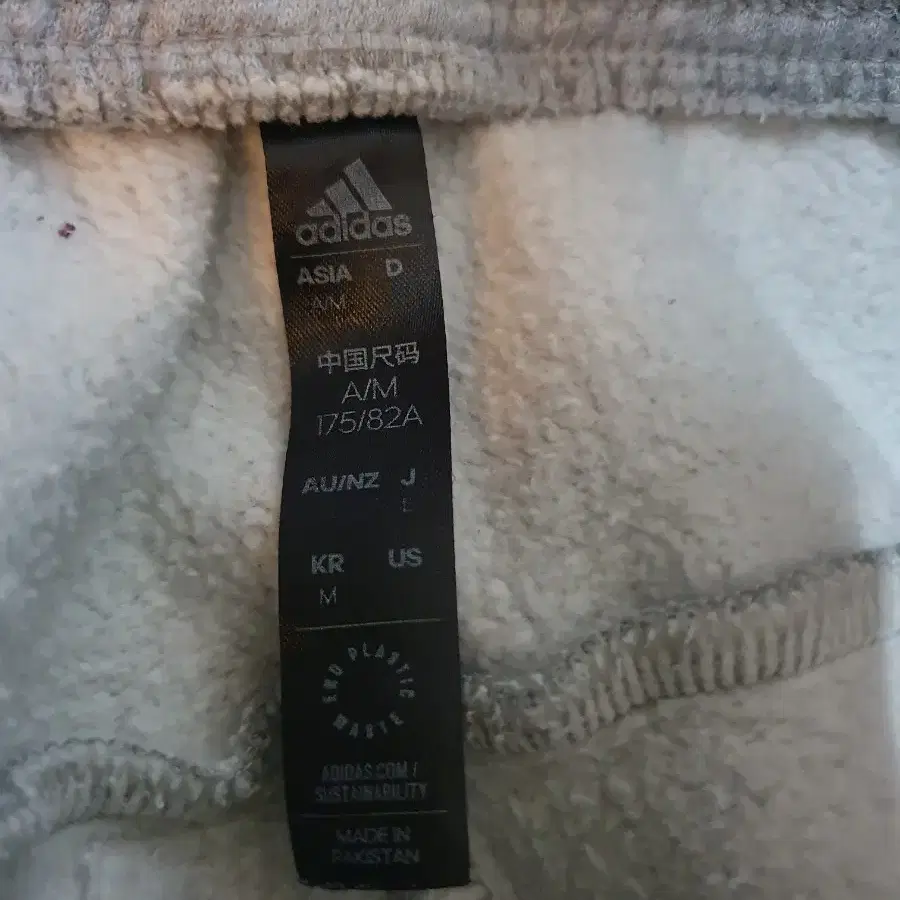 adidas
ASIA D
A/M
中国尺码
A/M
175/82A
AU/NZ J
L
KR US
M
END PLASTIC WASTE
ADIDAS.COM/
SUSTAINABILITY
MADE IN
PAKISTAN